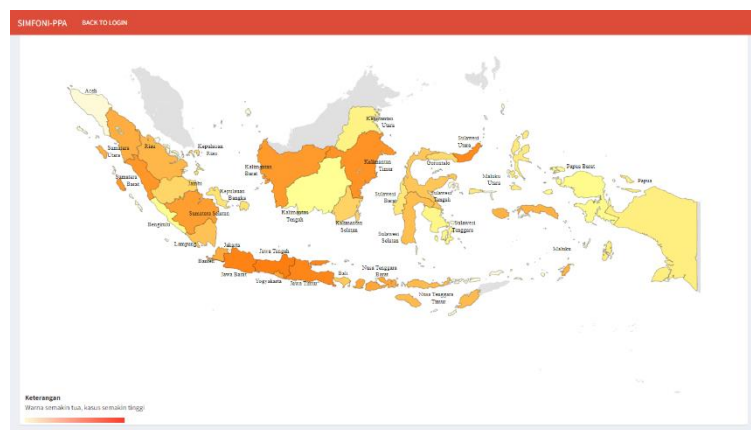 SIMFONI-PPA BACK TO LOGIN
Aceh
Kalimantan
Utara
Sumatera
Utara
Riau
Kepulauan
Riau
Sulawesi
Utara
Gorontalo
Kalimantan
Barat
Kalimantan
Timur
Papua Barat
Papua
Maluku
Utara
Sumatera
Barat
Jambi
Kepulauan
Bangka
Sulawesi
Barat
Sulawesi
Tengah
Sumatera Selatan
Kalimantan
Tengah
Bengkulu
Kalimantan
Selatan
Sulawesi
Tenggara
Sulawesi
Selatan
Lampung
Jakarta
Jawa Tengah
Maluku
Banten
Jawa Barat
Yogyakarta
Jawa Timur
Bali
Nusa Tenggara
Barat
Nusa Tenggara
Timur
Keterangan
Warna semakin tua, kasus semakin tinggi